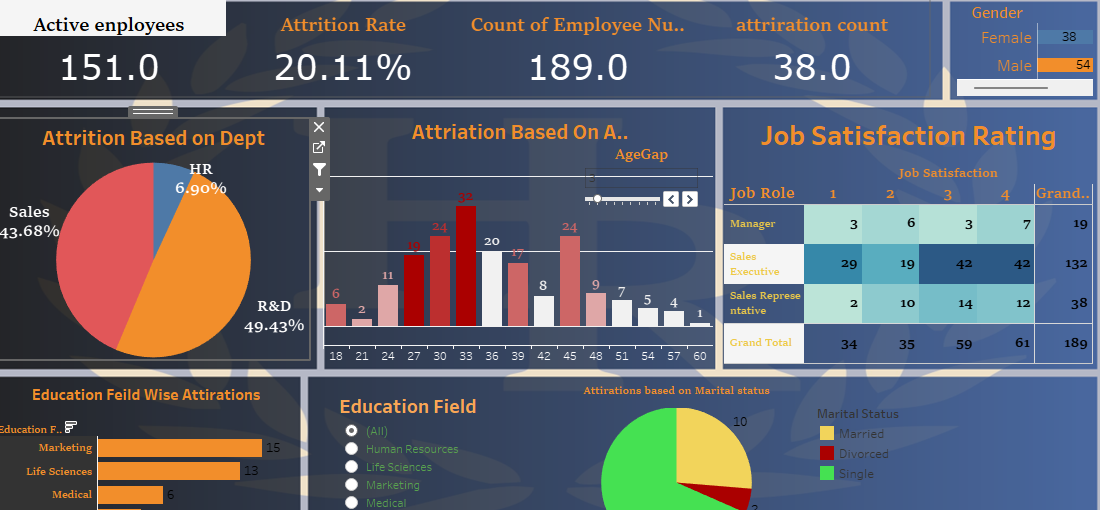 Active enployees
Attrition Rate
Count of Employee Nu..
attriration count
151.0
20.11%
189.0
38.0
Gender
Female 38
Male 54
Attrition Based on Dept
HR
6.90%
Sales
43.68%
R&D
49.43%
Attriation Based On A..
AgeGap
3
6 2 11 19 24 32 20 17 8 24 9 7 5 4 1
18 21 24 27 30 33 36 39 42 45 48 51 54 57 60
Job Satisfaction Rating
Job Satisfaction
Job Role 1 2 3 4 Grand..
Manager 3 6 3 7 19
Sales
Executive 29 19 42 42 132
Sales Represe
ntative 2 10 14 12 38
Grand Total 34 35 59 61 189
Education Feild Wise Attirations
Education F..
Marketing 15
Life Sciences 13
Medical 6
Education Field
(All)
Human Resources
Life Sciences
Marketing
Medical
Attirations based on Marital status
10
Marital Status
Married
Divorced
Single